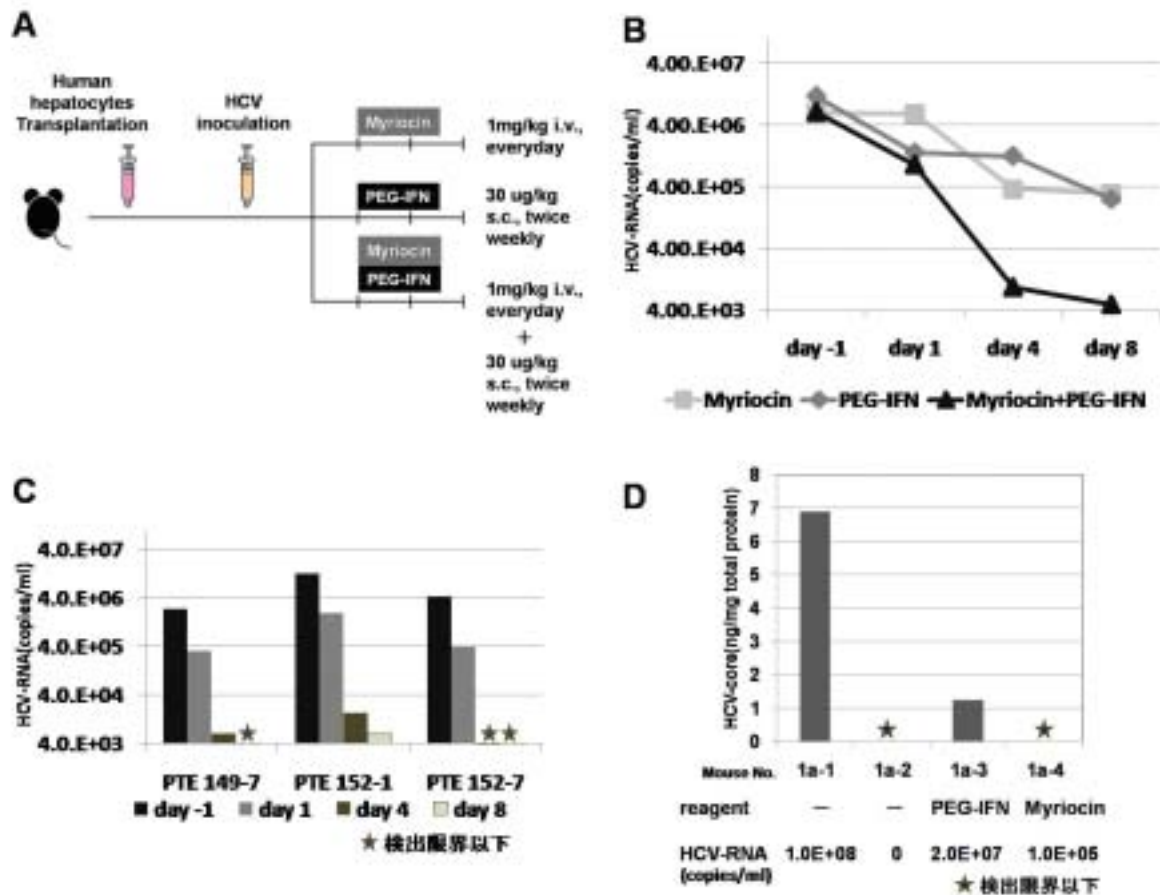 A
Human
hepatocytes
Transplantation
HCV
inoculation
Myriocin
1mg/kg i.v.,
everyday
PEG-IFN
30 ug/kg
s.c., twice
weekly
Myriocin
PEG-IFN
1mg/kg i.v.,
everyday
+
30 ug/kg
s.c., twice
weekly
B
HCV-RNA(copies/ml)
4.00.E+07
4.00.E+06
4.00.E+05
4.00.E+04
4.00.E+03
day -1 day 1 day 4 day 8
Myriocin PEG-IFN Myriocin+PEG-IFN
C
HCV-RNA(copies/ml)
4.0.E+07
4.0.E+06
4.0.E+05
4.0.E+04
4.0.E+03
★ ★ ★
PTE 149-7 PTE 152-1 PTE 152-7
day -1 day 1 day 4 day 8
★ 検出限界以下
D
HCV-core(ng/mg total protein)
8
7
6
5
4
3
2
1
0
★ ★
Mouse No. 1a-1 1a-2 1a-3 1a-4
reagent – – PEG-IFN Myriocin
HCV-RNA 1.0E+08 0 2.0E+07 1.0E+05
(copies/ml)
★ 検出限界以下